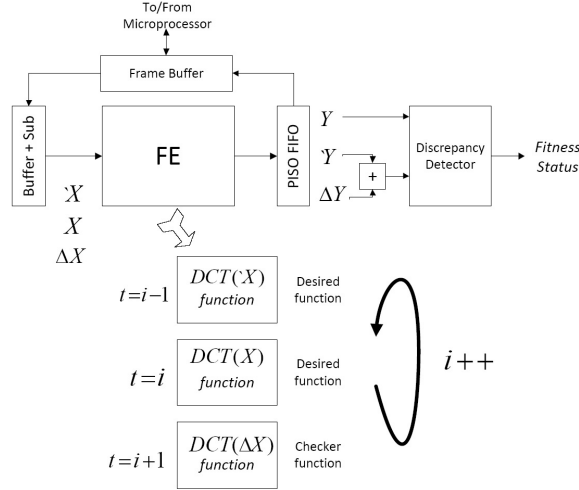 To/From
Microprocessor
Frame Buffer
Buffer + Sub
FE
PISO FIFO
Y
`Y
+
ΔY
Discrepancy
Detector
Fitness
Status
`X
X
ΔX
t=i−1
DCT(`X)
function
Desired
function
t=i
DCT(X)
function
Desired
function
i++
t=i+1
DCT(ΔX)
function
Checker
function